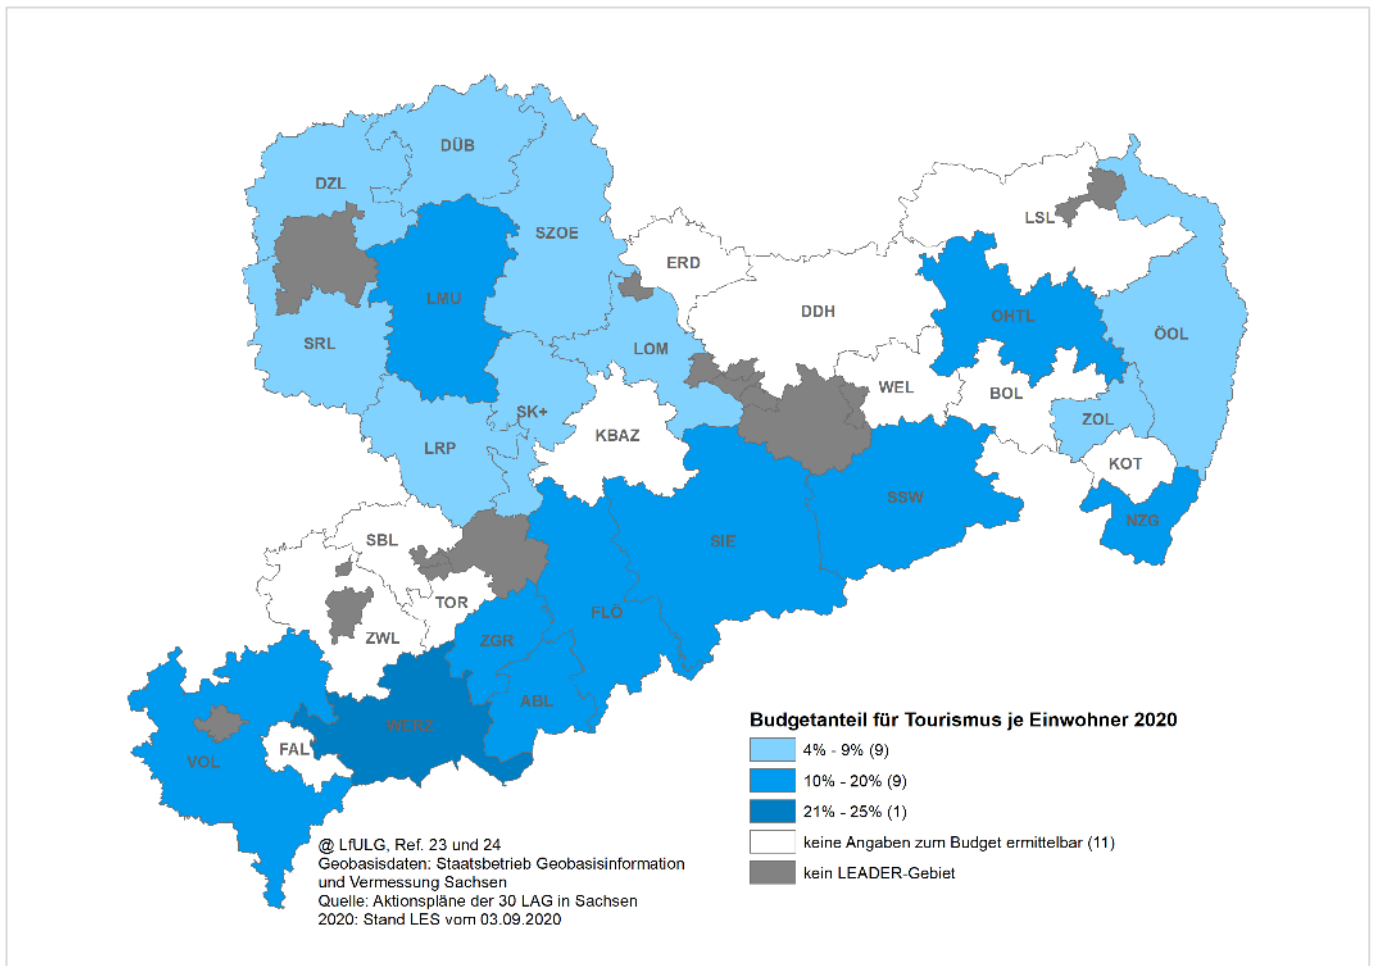 DÜB
DZL
SZOE
LSL
ERD
LMU
DDH
OHTL
ÖOL
SRL
LOM
WEL
BOL
SK+
ZOL
KBAZ
LRP
KOT
SSW
NZG
SIE
SBL
TOR
FLÖ
ZWL
ZGR
ABL
WERZ
FAL
VOL
Budgetanteil für Tourismus je Einwohner 2020
4% - 9% (9)
10% - 20% (9)
21% - 25% (1)
keine Angaben zum Budget ermittelbar (11)
kein LEADER-Gebiet
@ LfULG, Ref. 23 und 24
Geobasisdaten: Staatsbetrieb Geobasisinformation
und Vermessung Sachsen
Quelle: Aktionspläne der 30 LAG in Sachsen
2020: Stand LES vom 03.09.2020